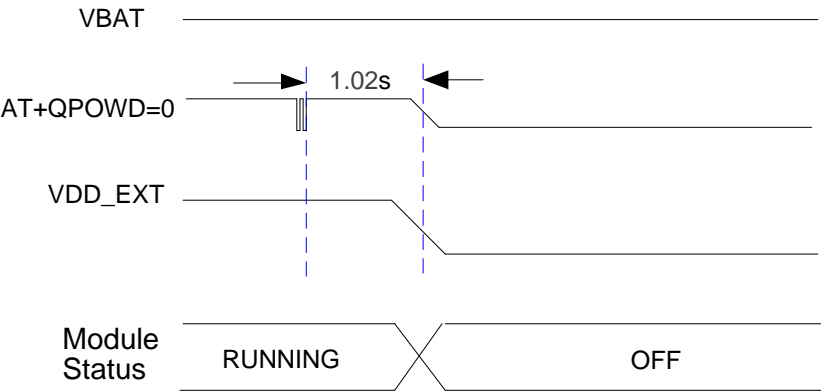 VBAT
1.02s
AT+QPOWD=0
VDD_EXT
Module
Status
RUNNING
OFF